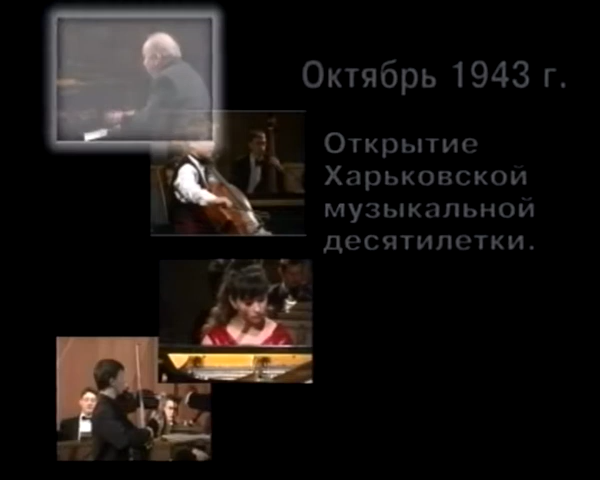 Октябрь 1943 г.
Открытие
Харьковской
музыкальной
десятилетки.